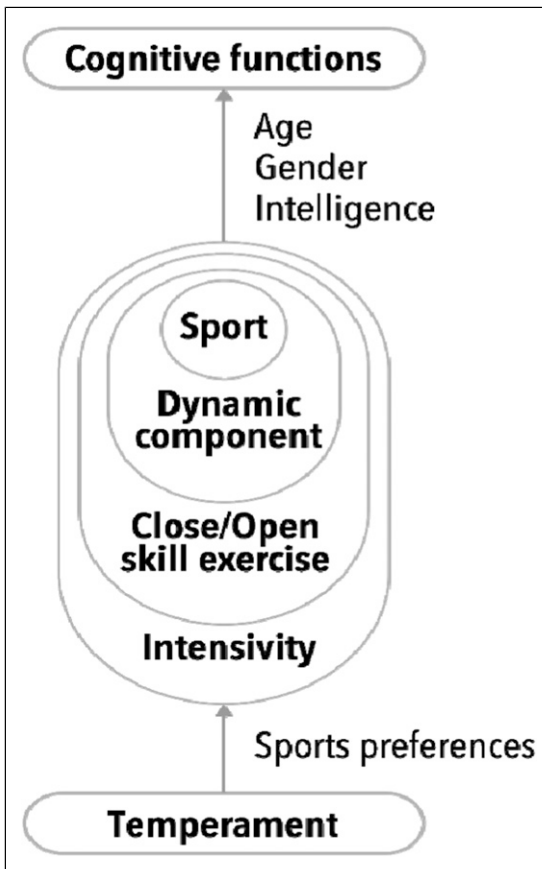 Cognitive functions
Age
Gender
Intelligence
Sport
Dynamic
component
Close/Open
skill exercise
Intensivity
Sports preferences
Temperament